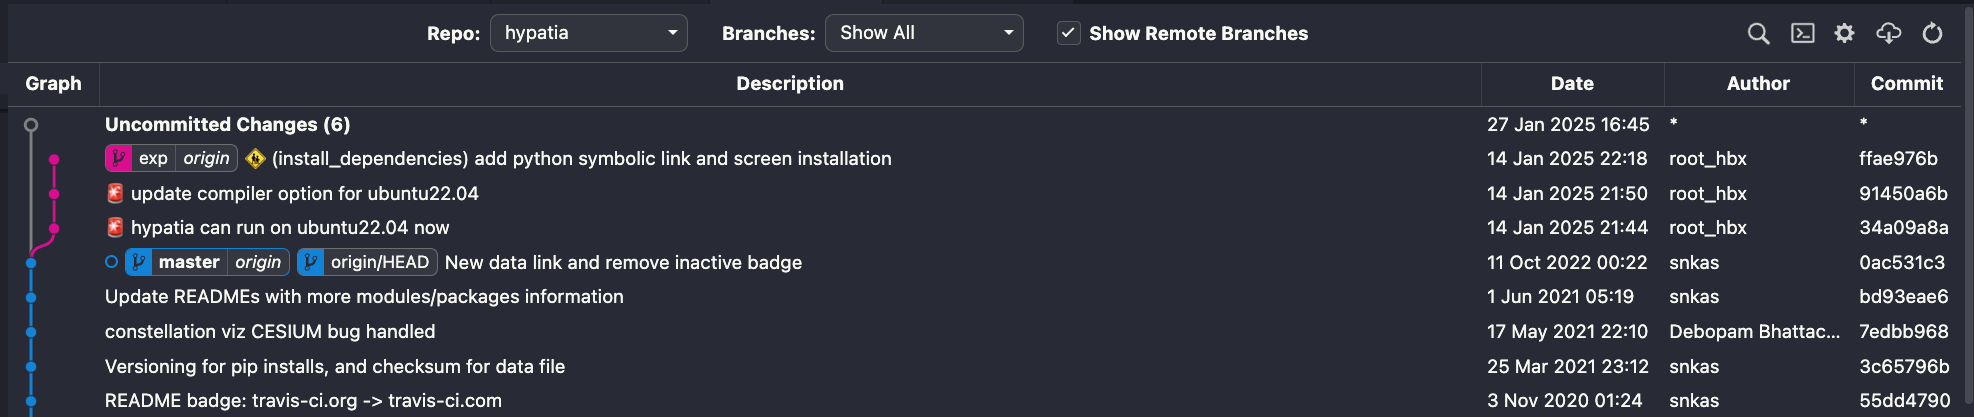 Repo: hypatia Branches: Show All Show Remote Branches
Graph Description Date Author Commit
Uncommitted Changes (6) 27 Jan 2025 16:45 * *
exp origin 🚸 (install_dependencies) add python symbolic link and screen installation 14 Jan 2025 22:18 root_hbx ffae976b
🚨 update compiler option for ubuntu22.04 14 Jan 2025 21:50 root_hbx 91450a6b
🚨 hypatia can run on ubuntu22.04 now 14 Jan 2025 21:44 root_hbx 34a09a8a
master origin origin/HEAD New data link and remove inactive badge 11 Oct 2022 00:22 snkas 0ac531c3
Update READMEs with more modules/packages information 1 Jun 2021 05:19 snkas bd93eae6
constellation viz CESIUM bug handled 17 May 2021 22:10 Debopam Bhattac... 7edbb968
Versioning for pip installs, and checksum for data file 25 Mar 2021 23:12 snkas 3c65796b
README badge: travis-ci.org -> travis-ci.com 3 Nov 2020 01:24 snkas 55dd4790